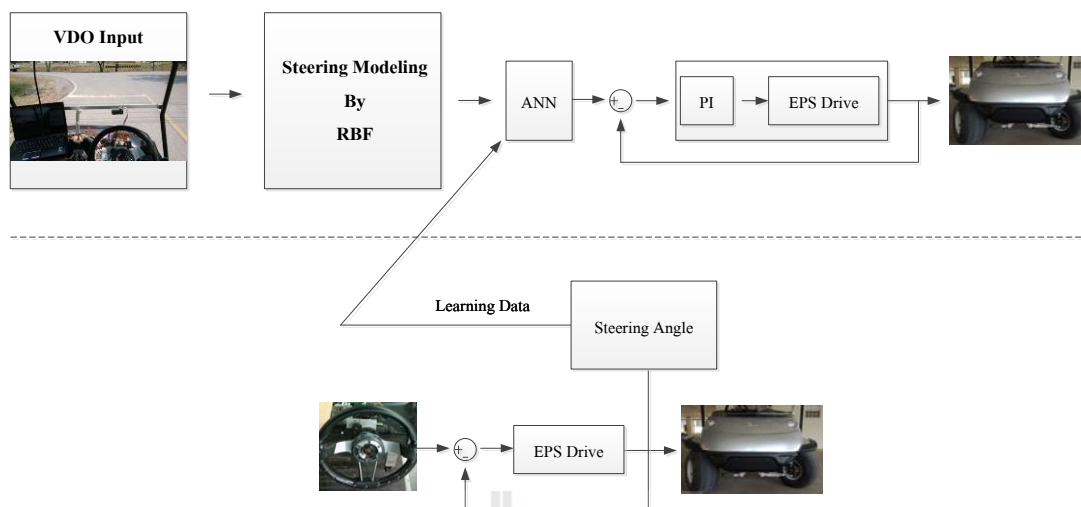 VDO Input
Steering Modeling
By
RBF
ANN
+
-
PI
EPS Drive
Learning Data
Steering Angle
+
-
EPS Drive